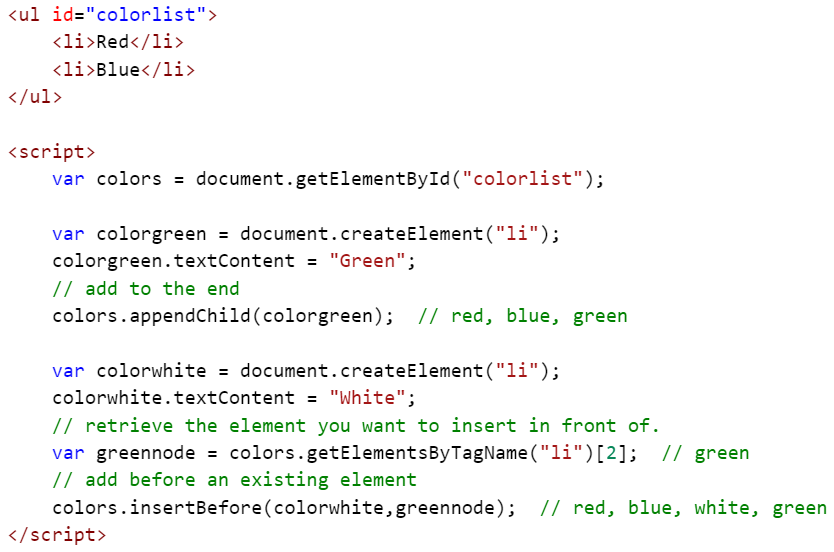 <ul id="colorlist">
    <li>Red</li>
    <li>Blue</li>
</ul>

<script>
    var colors = document.getElementById("colorlist");

    var colorgreen = document.createElement("li");
    colorgreen.textContent = "Green";
    // add to the end
    colors.appendChild(colorgreen);  // red, blue, green

    var colorwhite = document.createElement("li");
    colorwhite.textContent = "White";
    // retrieve the element you want to insert in front of.
    var greennode = colors.getElementsByTagName("li")[2];  // green
    // add before an existing element
    colors.insertBefore(colorwhite,greennode);  // red, blue, white, green
</script>